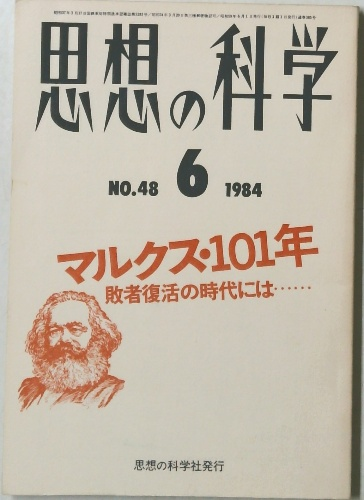 思想の科学
NO.48 6 1984
マルクス・101年
敗者復活の時代には……
思想の科学社発行